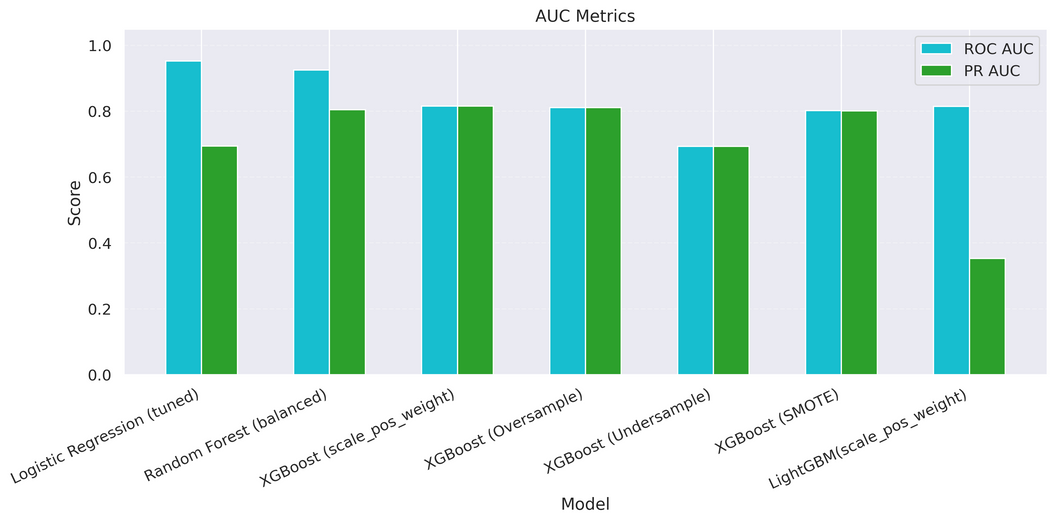 AUC Metrics
ROC AUC
PR AUC
Score
1.0
0.8
0.6
0.4
0.2
0.0
Logistic Regression (tuned)
Random Forest (balanced)
XGBoost (scale_pos_weight)
XGBoost (Oversample)
XGBoost (Undersample)
XGBoost (SMOTE)
LightGBM(scale_pos_weight)
Model